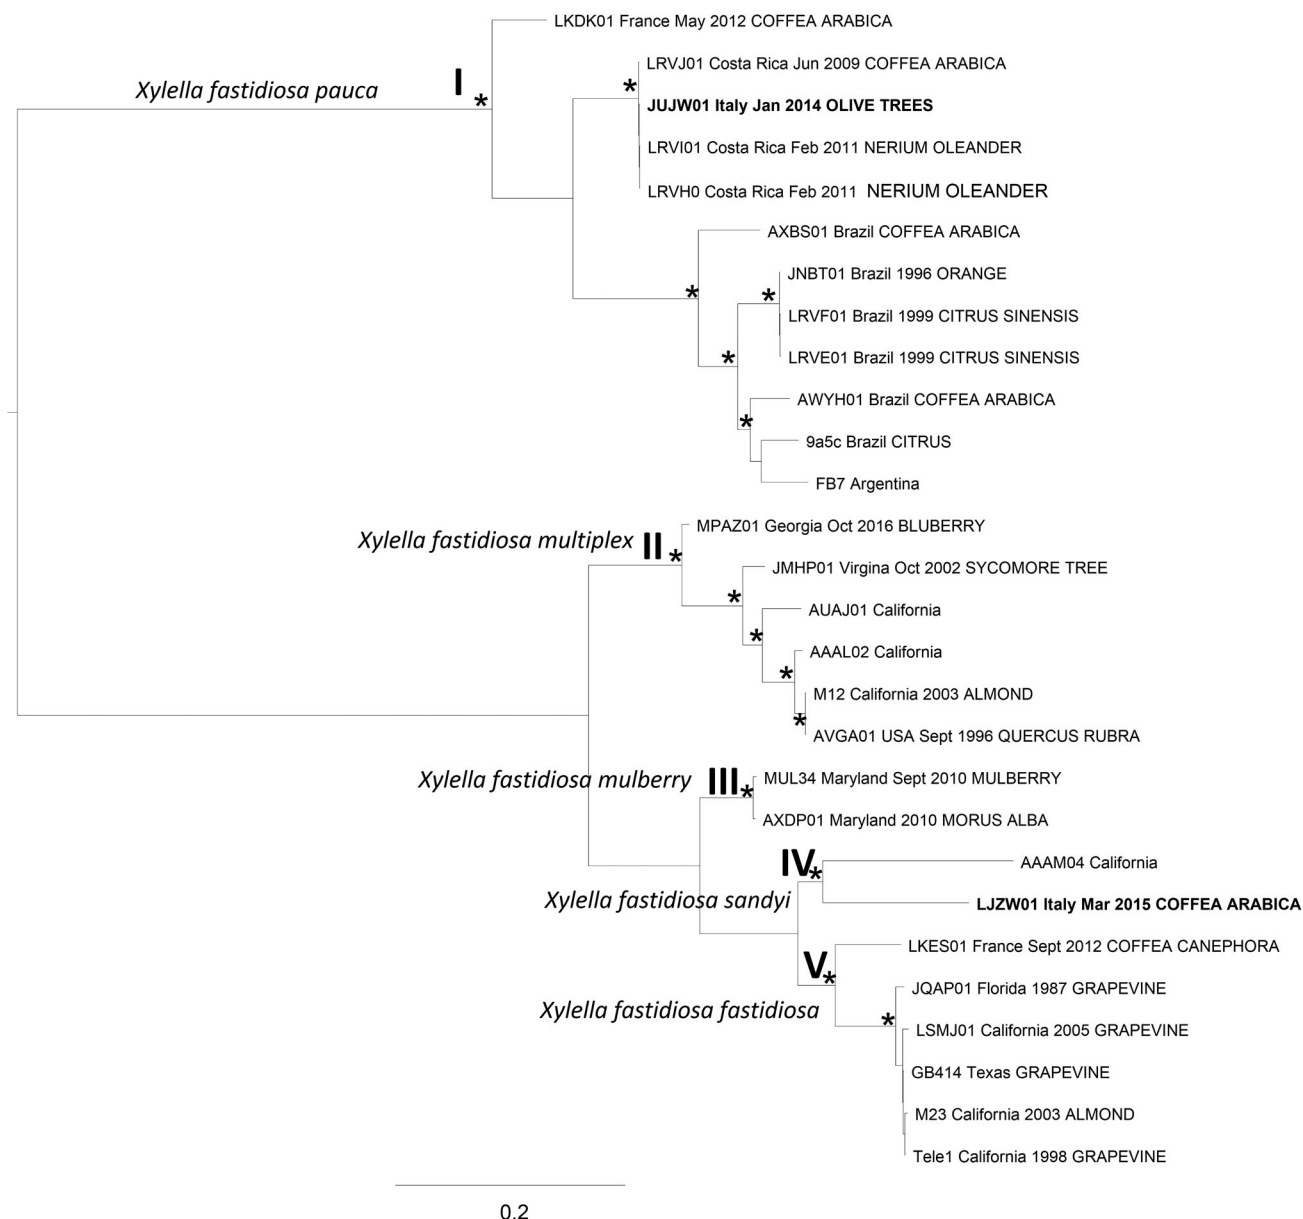 LKDK01 France May 2012 COFFEA ARABICA
LRVJ01 Costa Rica Jun 2009 COFFEA ARABICA
Xylella fastidiosa pauca I *
*
JUJW01 Italy Jan 2014 OLIVE TREES
LRVI01 Costa Rica Feb 2011 NERIUM OLEANDER
LRVH0 Costa Rica Feb 2011 NERIUM OLEANDER
AXBS01 Brazil COFFEA ARABICA
JNBT01 Brazil 1996 ORANGE
*
*
LRVF01 Brazil 1999 CITRUS SINENSIS
LRVE01 Brazil 1999 CITRUS SINENSIS
*
AWYH01 Brazil COFFEA ARABICA
*
9a5c Brazil CITRUS
FB7 Argentina
MPAZ01 Georgia Oct 2016 BLUBERRY
Xylella fastidiosa multiplex II *
JMHP01 Virgina Oct 2002 SYCOMORE TREE
*
AUAJ01 California
*
AAAL02 California
*
M12 California 2003 ALMOND
*
AVGA01 USA Sept 1996 QUERCUS RUBRA
Xylella fastidiosa mulberry III *
MUL34 Maryland Sept 2010 MULBERRY
AXDP01 Maryland 2010 MORUS ALBA
IV *
AAAM04 California
Xylella fastidiosa sandyi
LJZW01 Italy Mar 2015 COFFEA ARABICA
LKES01 France Sept 2012 COFFEA CANEPHORA
V *
JQAP01 Florida 1987 GRAPEVINE
Xylella fastidiosa fastidiosa
*
LSMJ01 California 2005 GRAPEVINE
GB414 Texas GRAPEVINE
M23 California 2003 ALMOND
Tele1 California 1998 GRAPEVINE
0.2